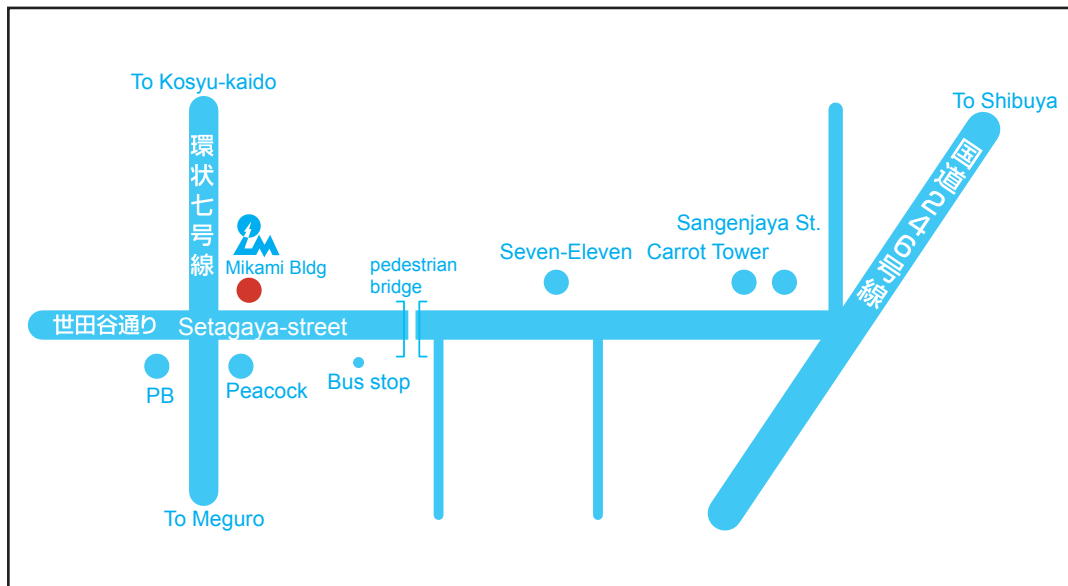 To Kosyu-kaido
To Shibuya
環状七号線
国道246号線
Sangenjaya St.
Seven-Eleven
Carrot Tower
LM
Mikami Bldg
pedestrian
bridge
世田谷通り
Setagaya-street
PB
Peacock
Bus stop
To Meguro